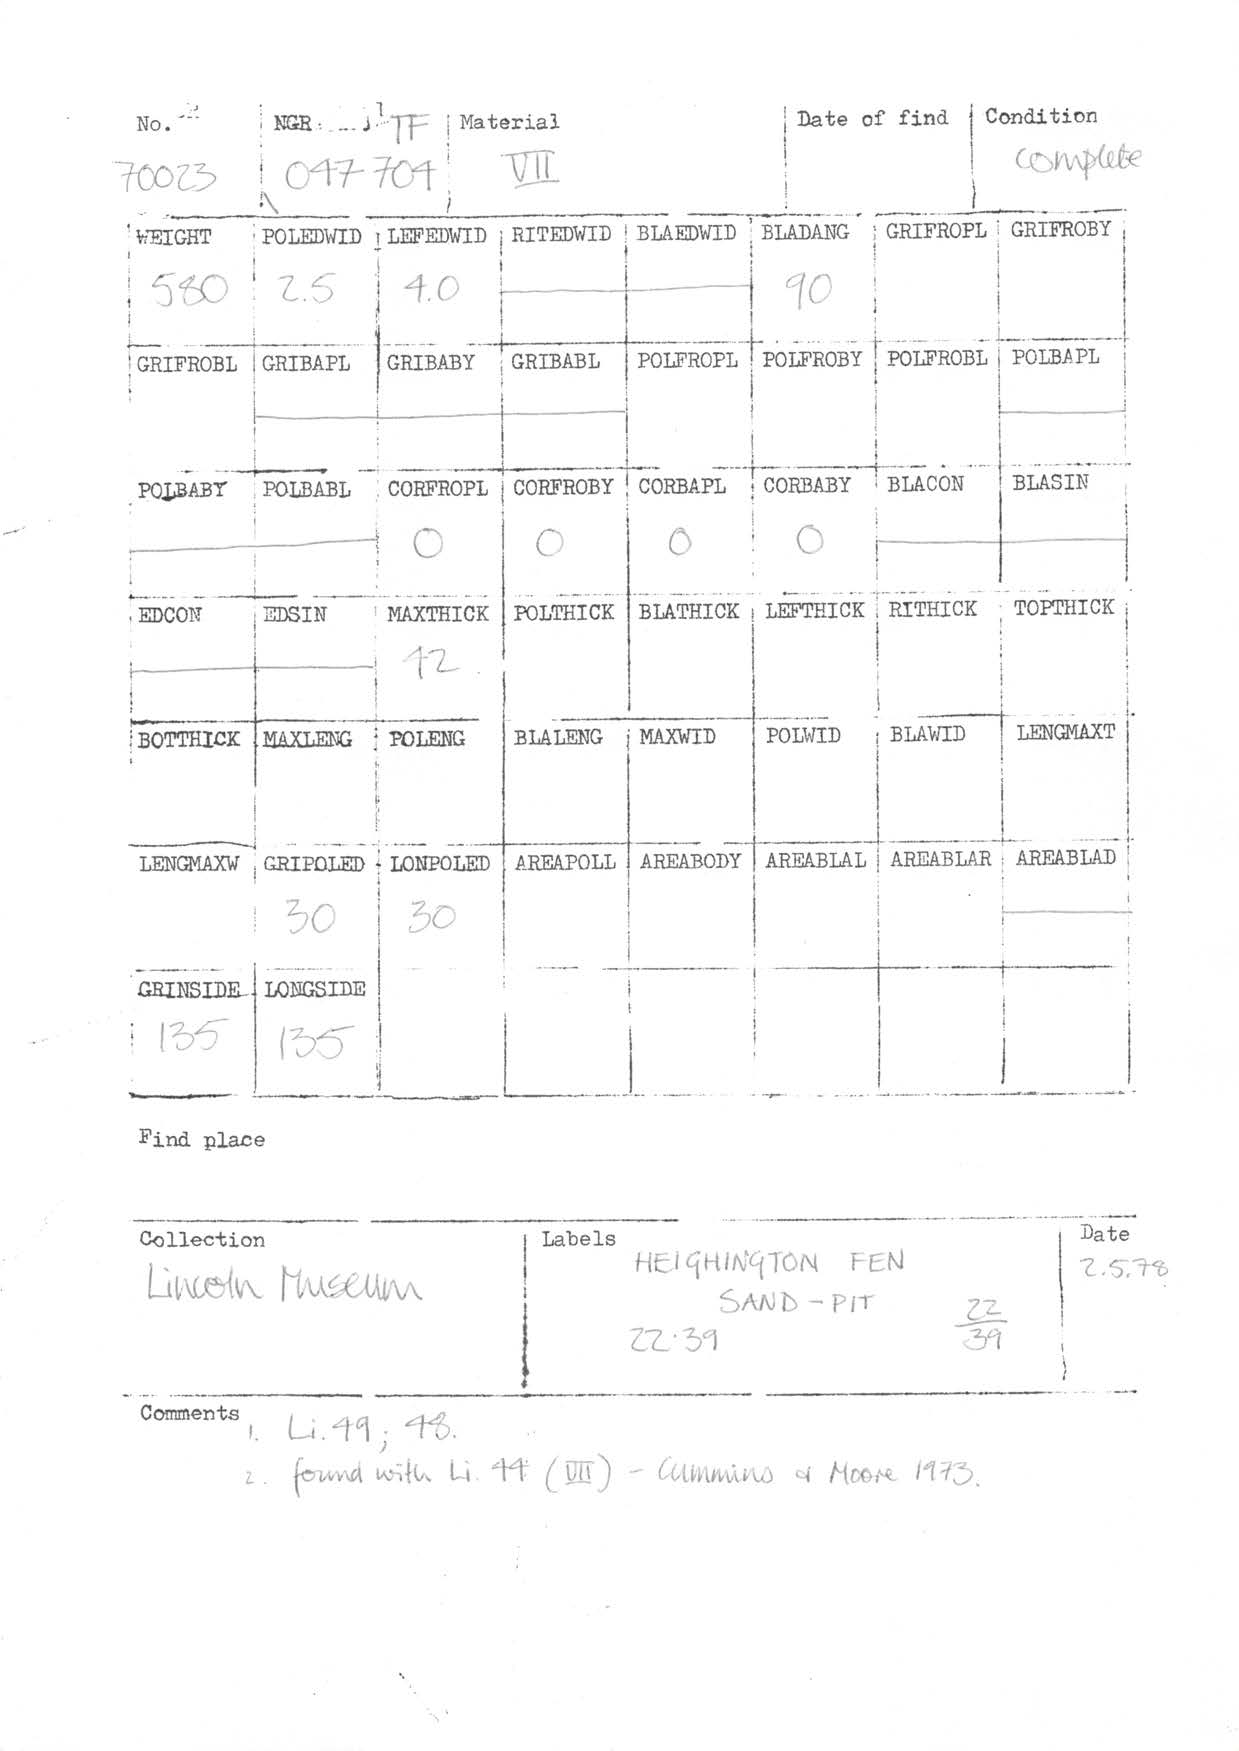 No. NGR TF Material Date of find Condition
70023 047 704 VII complete
WEIGHT POLEDWID LEFEDWID RITEDWID BLAEDWID BLADANG GRIFROPL GRIFROBY
580 2.5 4.0 90
GRIFROBL GRIBAPL GRIBABY GRIBABL POLFROPL POLFROBY POLFROBL POLBAPL
POLBABY POLBABL CORFROPL CORFROBY CORBAPL CORBABY BLACON BLASIN
0 0 0 0
EDCON EDSIN MAXTHICK POLTHICK BLATHICK LEFTHICK RITHICK TOPTHICK
42
BOTTHICK MAXLENG POLENG BLALENG MAXWID POLWID BLAWID LENGMAXT
LENGMAXW GRIPOLED LONPOLED AREAPOLL AREABODY AREABLAL AREABLAR AREABLAD
30 30
GRINSIDE LONGSIDE
135 135
Find place
Collection Labels Date
Lincoln Museum HEIGHINGTON FEN 2.5.78
SAND-PIT
22.39 22/39
Comments 1. Li.49; 48.
2. found with Li. 44 (VII) - Cummins & Moore 1973.